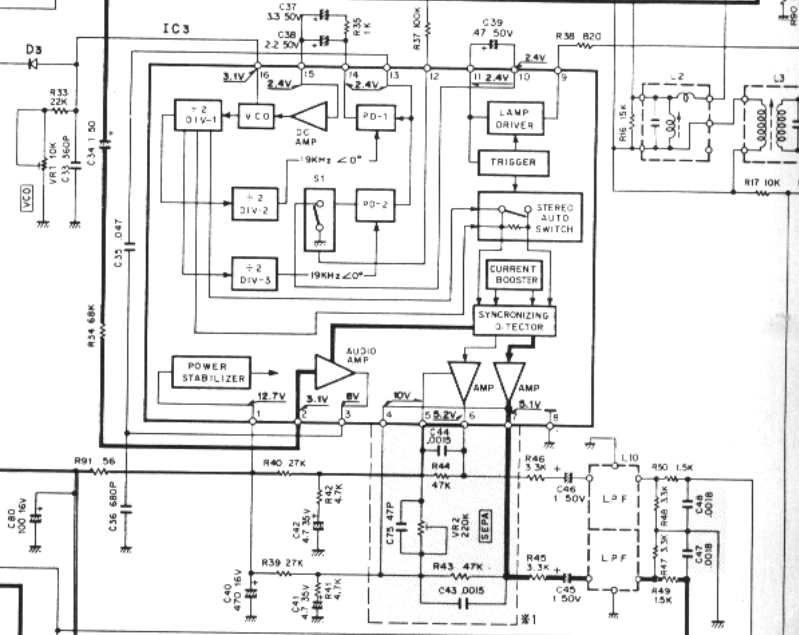 C37
3.3 50V
R35
1K
C38
2.2 50V
R37 100K
C39
.47 50V
R38 820
R90
IC3
D3
3.1V
16
15
14
13
12
11
10
9
2.4V
2.4V
2.4V
2.4V
R33
22K
VR1 10K
C33 360P
VCO
C34 1 50
C35 .047
R34 68K
÷2
DIV-1
VCO
DC
AMP
PD-1
19KHz ∠0°
÷2
DIV-2
S1
PD-2
÷2
DIV-3
19KHz ∠0°
LAMP
DRIVER
TRIGGER
STEREO
AUTO
SWITCH
CURRENT
BOOSTER
SYNCRONIZING
DITECTOR
AUDIO
AMP
POWER
STABILIZER
AMP
AMP
12.7V
3.1V
8V
10V
5.2V
5.1V
1
2
3
4
5
6
7
8
L2
L3
R16 15K
R17 10K
R91 56
C80
100 16V
C36 680P
R40 27K
R42
4.7K
C42
4.7 35V
R39 27K
C40
470 16V
C41
4.7 35V
R41
4.7K
C44
.0015
R44
47K
C75 47P
VR2
220K
SEPA
R43 47K
C43 .0015
※1
R46
3.3K
C46
1 50V
R45
3.3K
C45
1 50V
L10
LPF
LPF
R50 1.5K
R48 3.3K
C48
.0018
R47 3.3K
C47
.0018
R49
1.5K